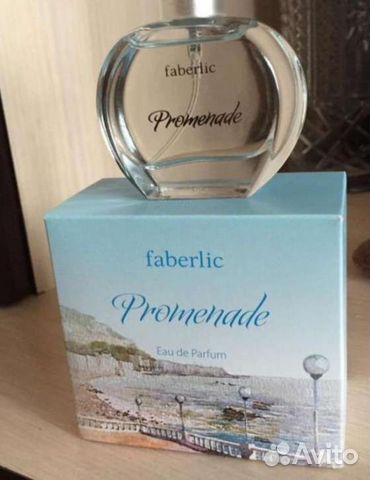 faberlic
Promenade
faberlic
Promenade
Eau de Parfum
Avito